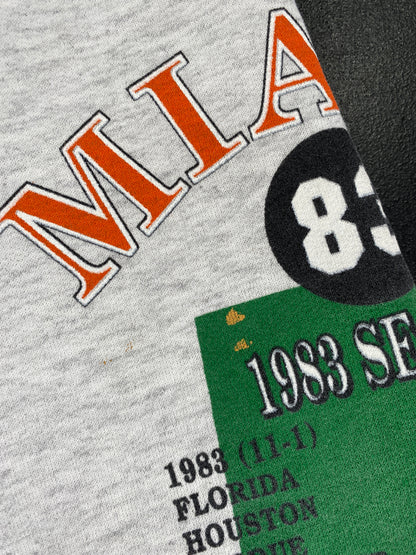 MIA
83
1983 SE
1983 (11-1)
FLORIDA
HOUSTON